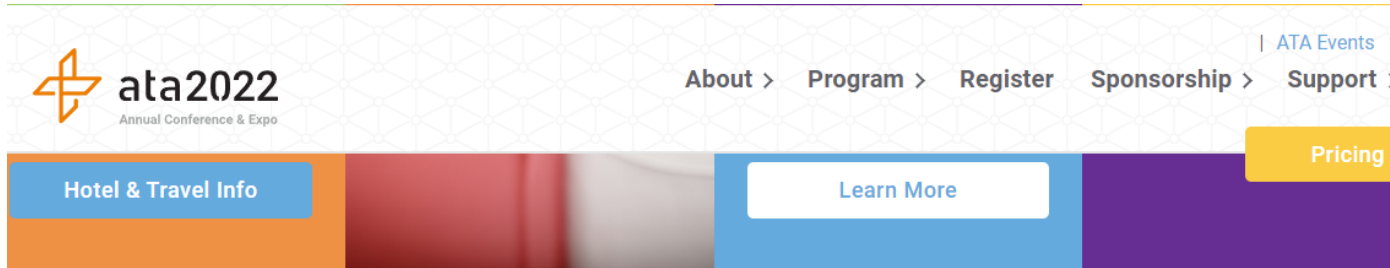 | ATA Events
ata2022
Annual Conference & Expo
About > Program > Register Sponsorship > Support >
Pricing
Hotel & Travel Info
Learn More